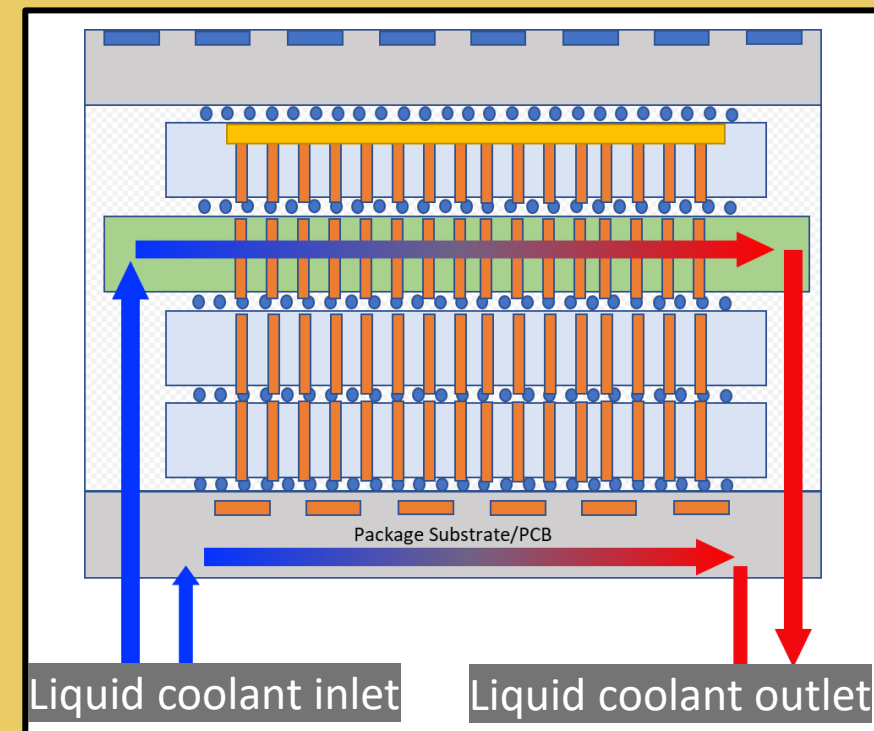 Package Substrate/PCB
Liquid coolant inlet
Liquid coolant outlet